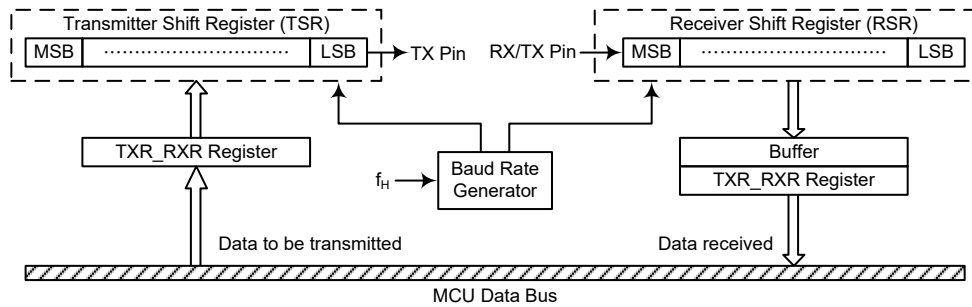 Transmitter Shift Register (TSR)
MSB ........................................ LSB
TX Pin
RX/TX Pin
Receiver Shift Register (RSR)
MSB ........................................ LSB
TXR_RXR Register
fH
Baud Rate
Generator
Buffer
TXR_RXR Register
Data to be transmitted
Data received
MCU Data Bus